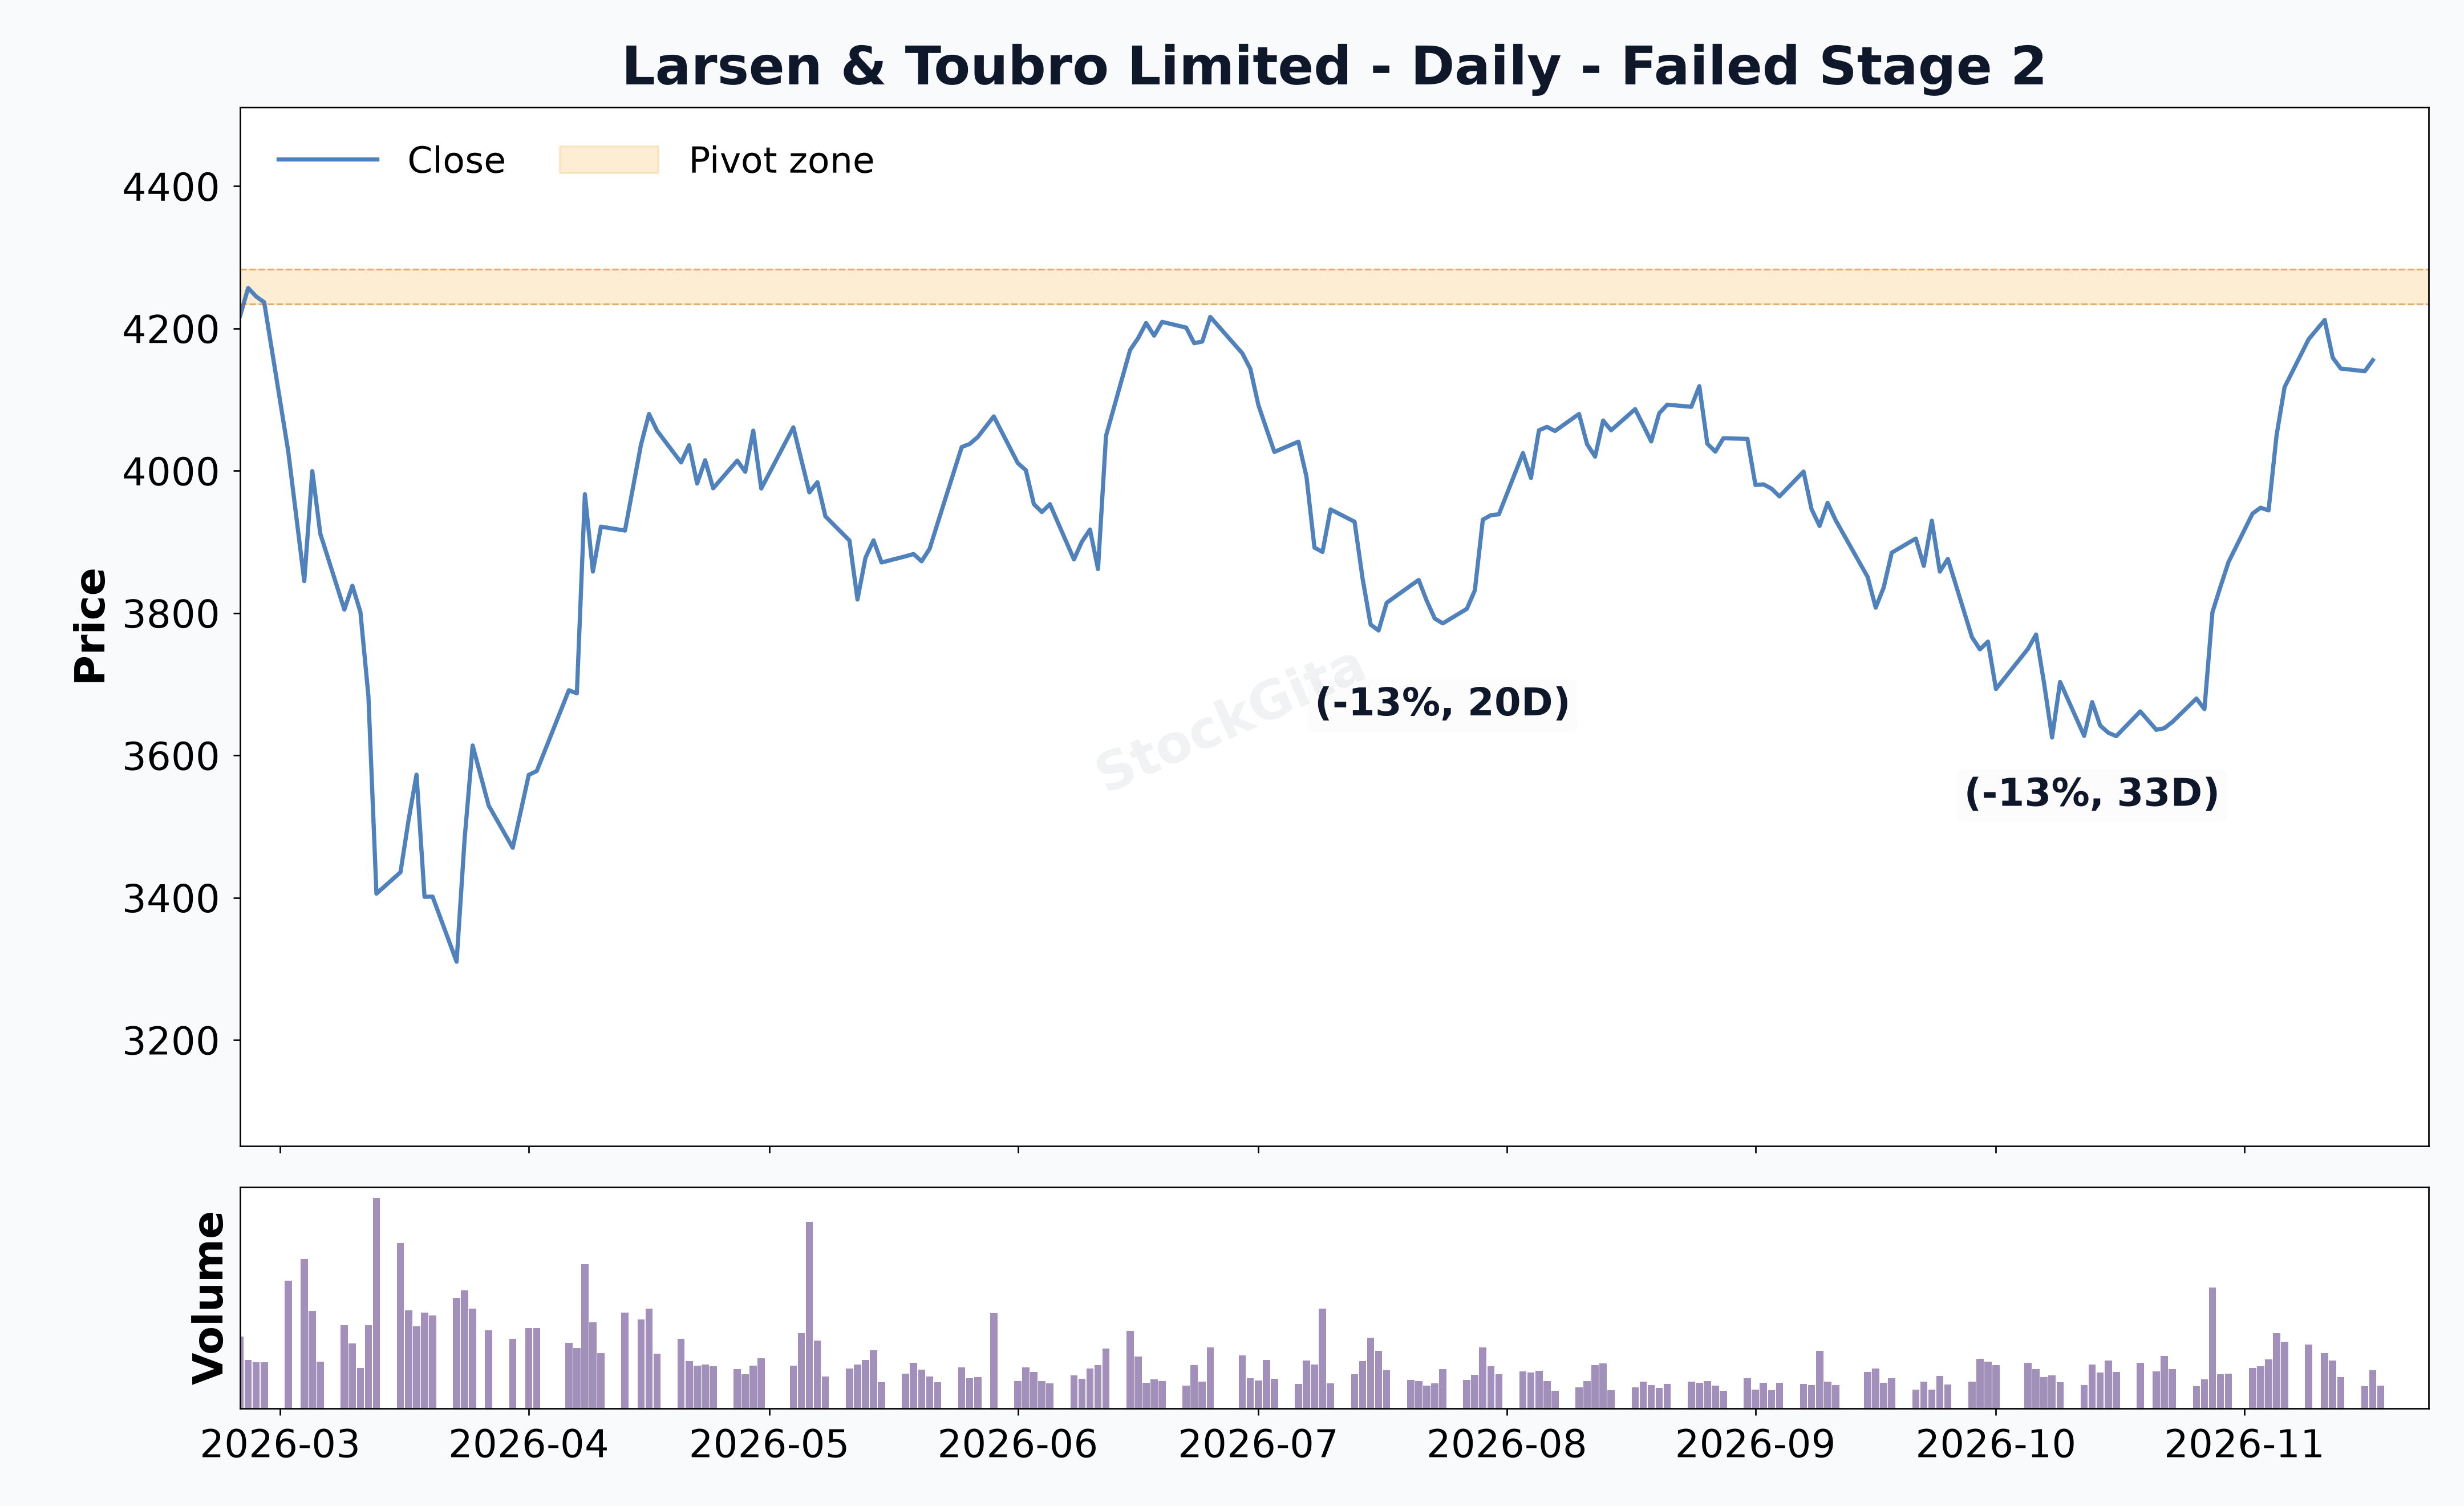 Larsen & Toubro Limited - Daily - Failed Stage 2
Close
Pivot zone
Price
4400
4200
4000
3800
3600
3400
3200
StockGita
(-13%, 20D)
(-13%, 33D)
Volume
2026-03
2026-04
2026-05
2026-06
2026-07
2026-08
2026-09
2026-10
2026-11